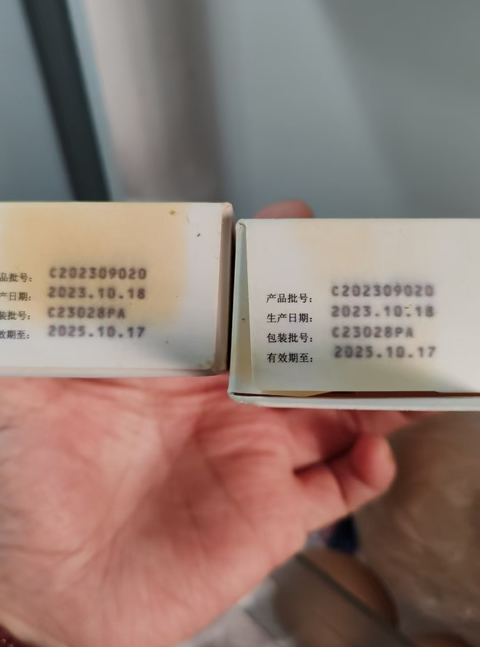 品批号： C202309020
产日期： 2023.10.18
装批号： C23028PA
效期至： 2025.10.17
产品批号： C202309020
生产日期： 2023.10.18
包装批号： C23028PA
有效期至： 2025.10.17